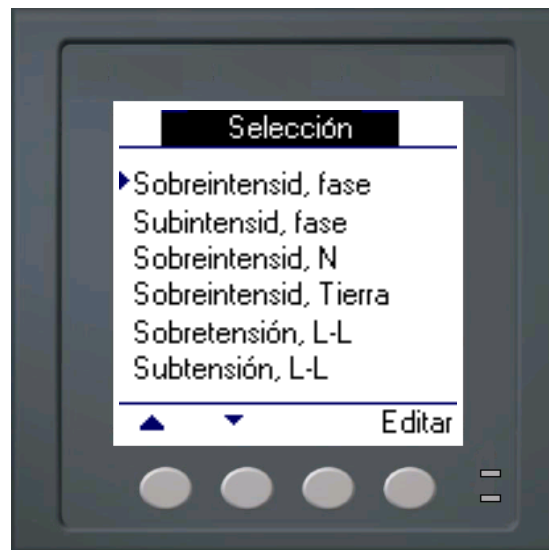 Selección
Sobreintensid, fase
Subintensid, fase
Sobreintensid, N
Sobreintensid, Tierra
Sobretensión, L-L
Subtensión, L-L
Editar